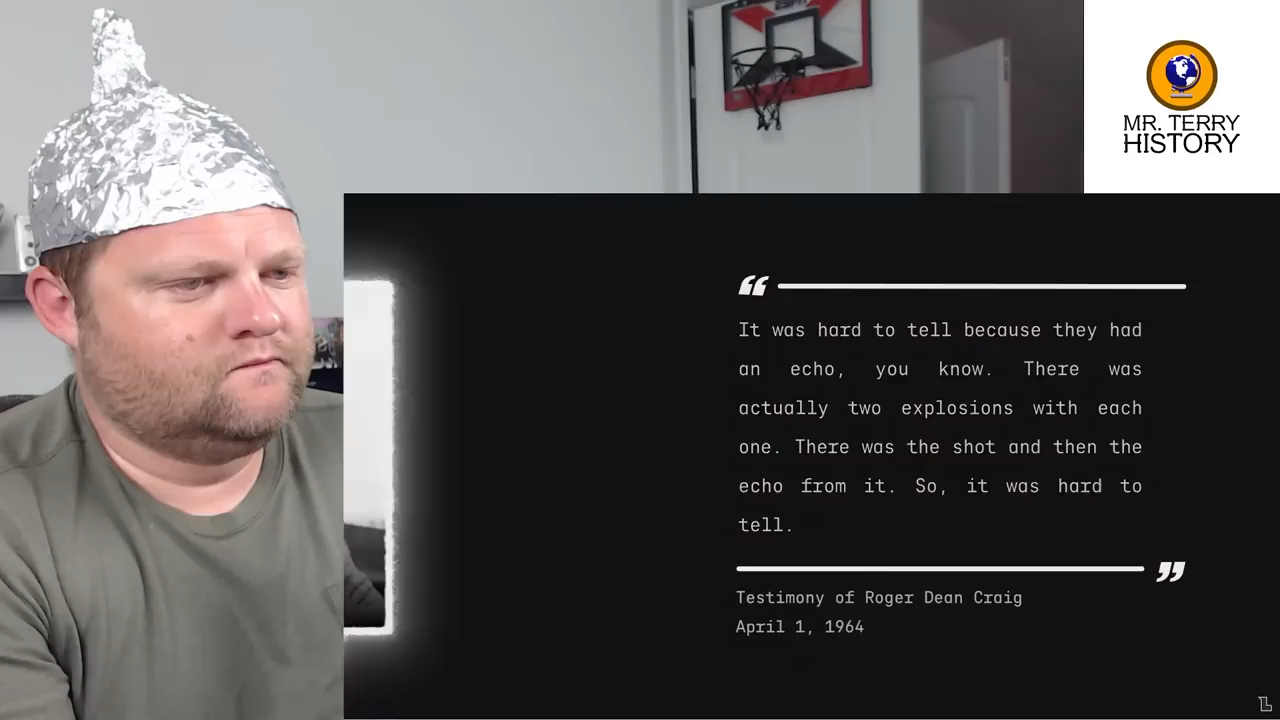 MR. TERRY
HISTORY
It was hard to tell because they had
an echo, you know. There was
actually two explosions with each
one. There was the shot and then the
echo from it. So, it was hard to
tell.
Testimony of Roger Dean Craig
April 1, 1964